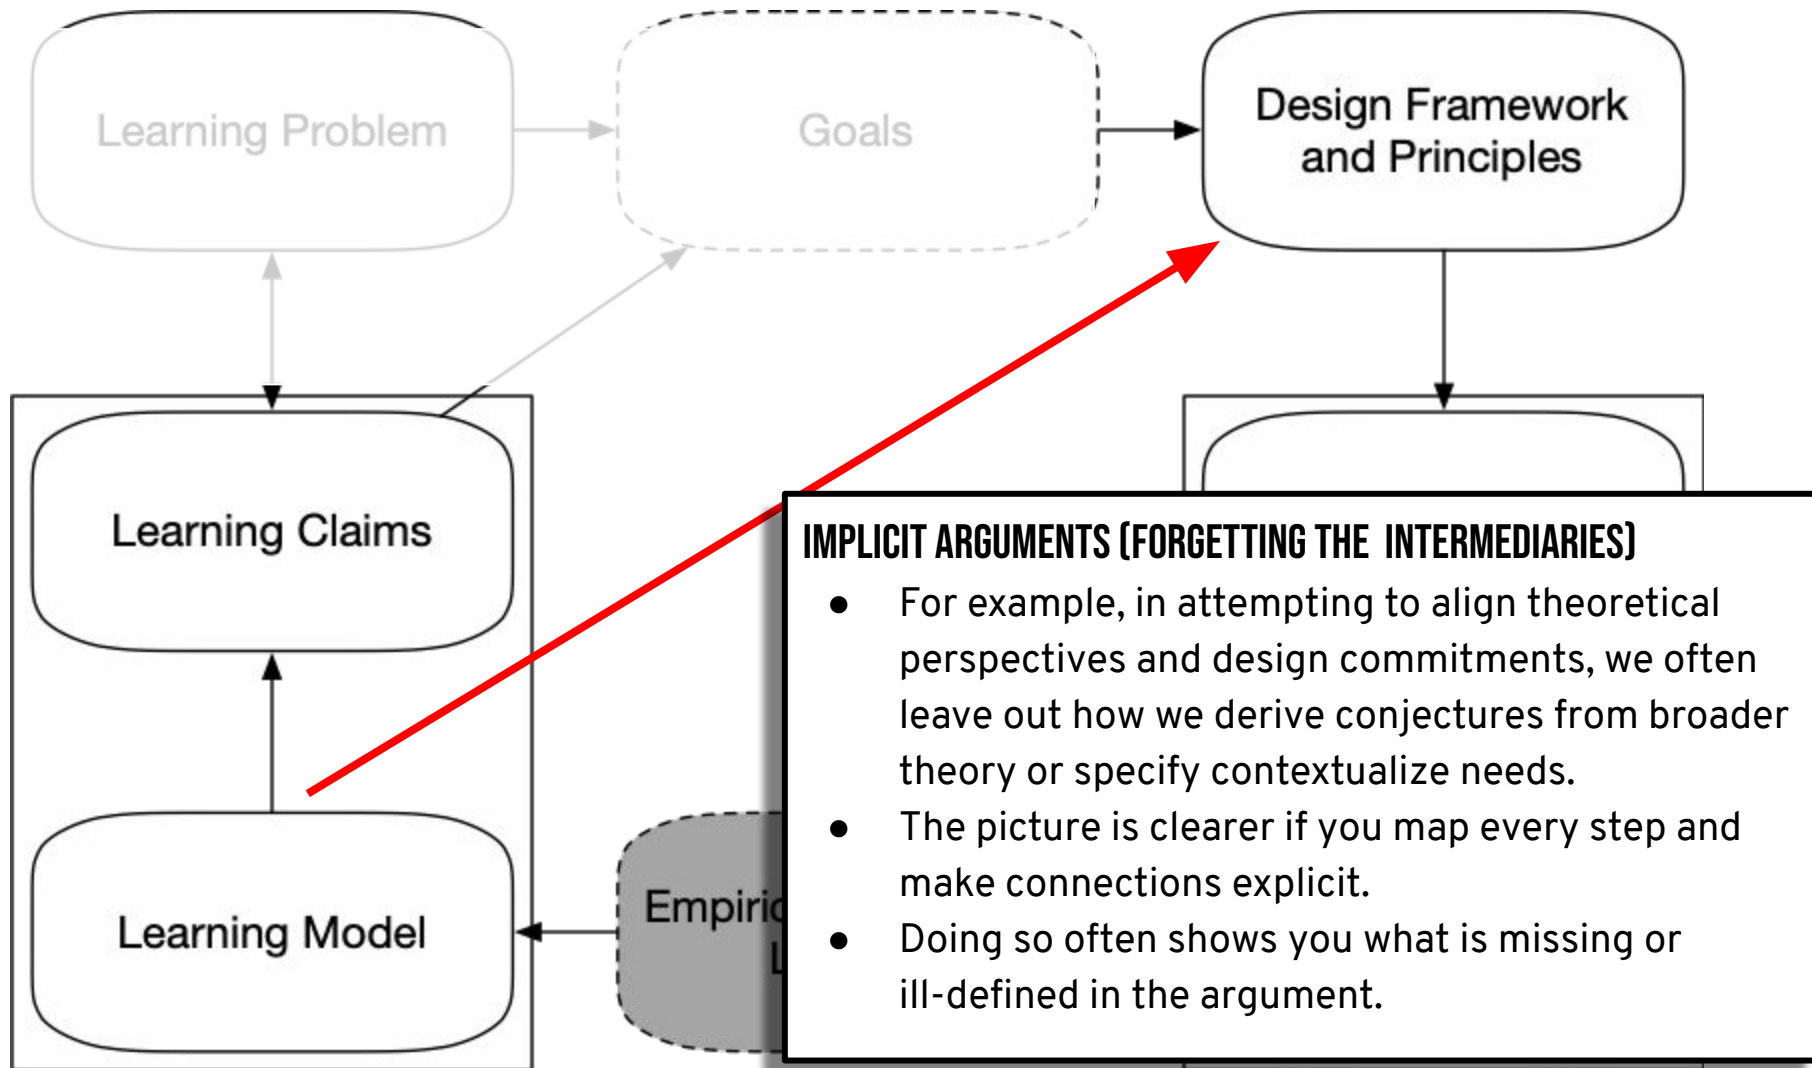 Learning Problem
Goals
Design Framework
and Principles
Learning Claims
IMPLICIT ARGUMENTS (FORGETTING THE INTERMEDIARIES)
● For example, in attempting to align theoretical
perspectives and design commitments, we often
leave out how we derive conjectures from broader
theory or specify contextualize needs.
● The picture is clearer if you map every step and
make connections explicit.
● Doing so often shows you what is missing or
ill-defined in the argument.
Learning Model